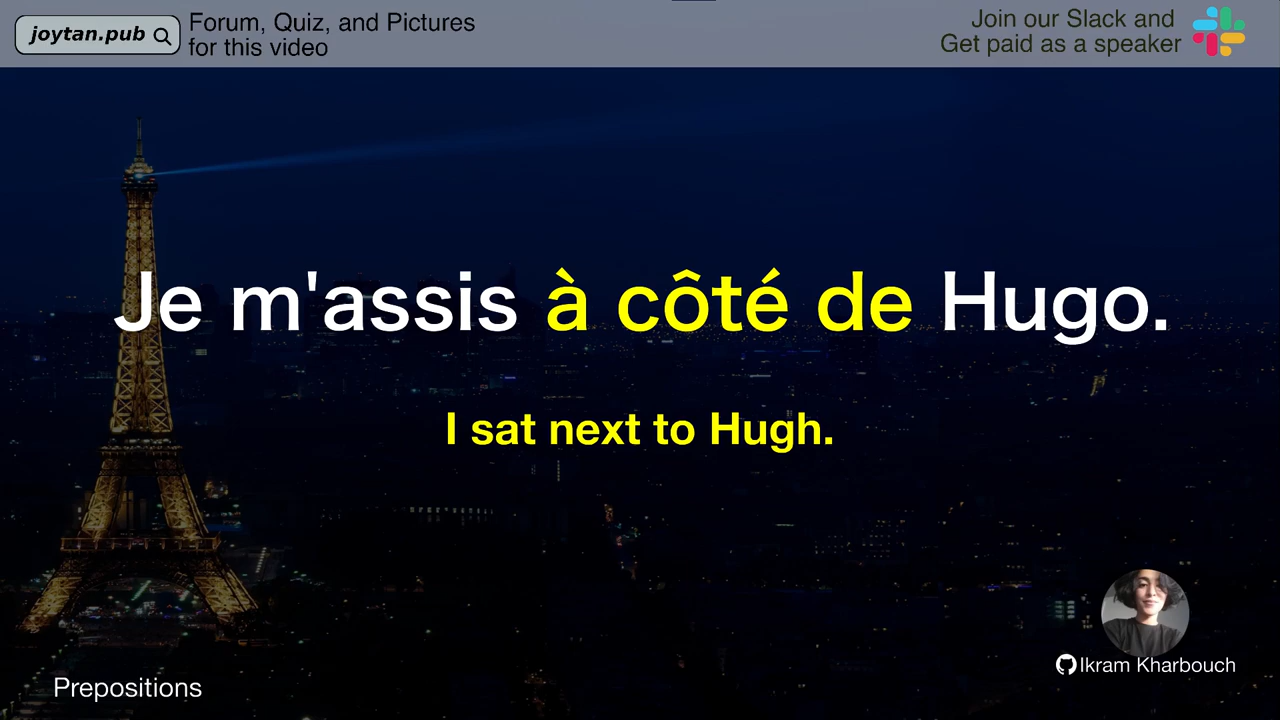 joytan.pub
Forum, Quiz, and Pictures
for this video
Join our Slack and
Get paid as a speaker
Je m'assis à côté de Hugo.
I sat next to Hugh.
Ikram Kharbouch
Prepositions